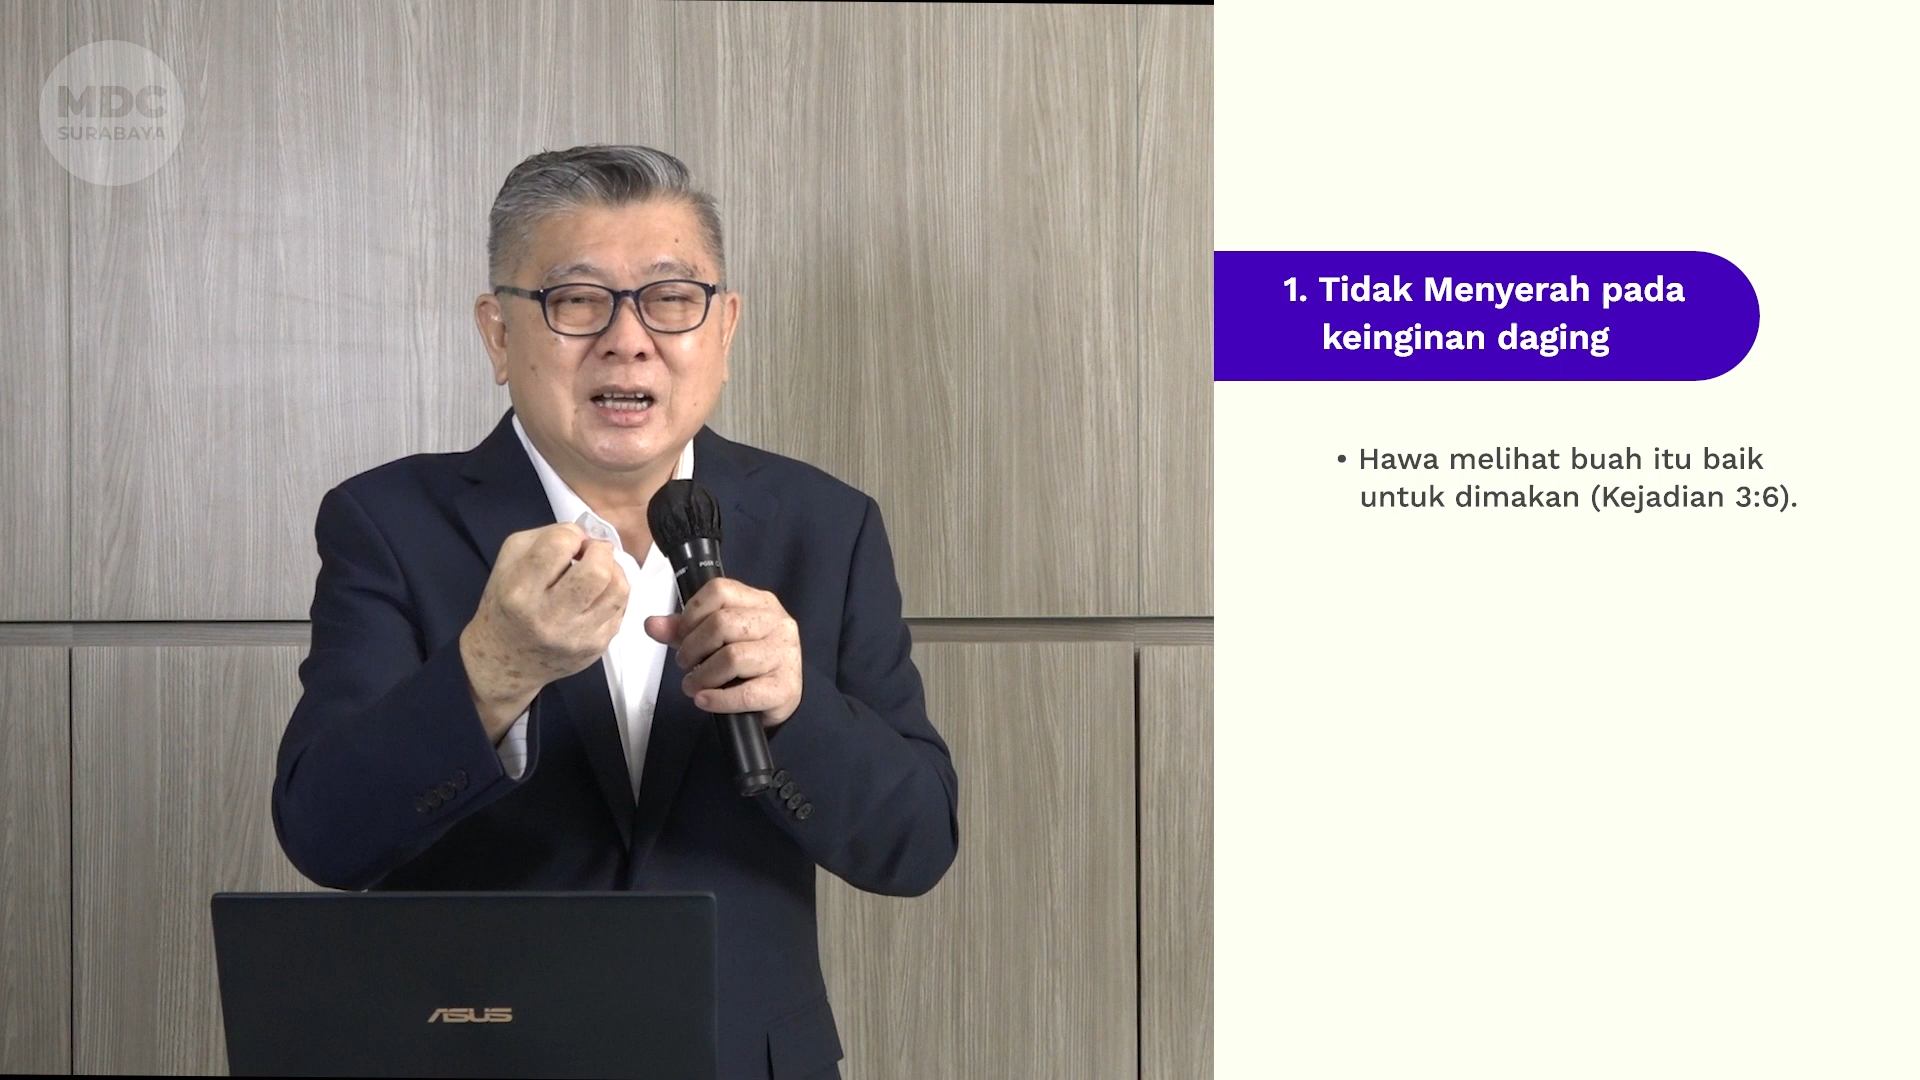 MDC
SURABAYA
1. Tidak Menyerah pada
keinginan daging
• Hawa melihat buah itu baik
untuk dimakan (Kejadian 3:6).
ASUS